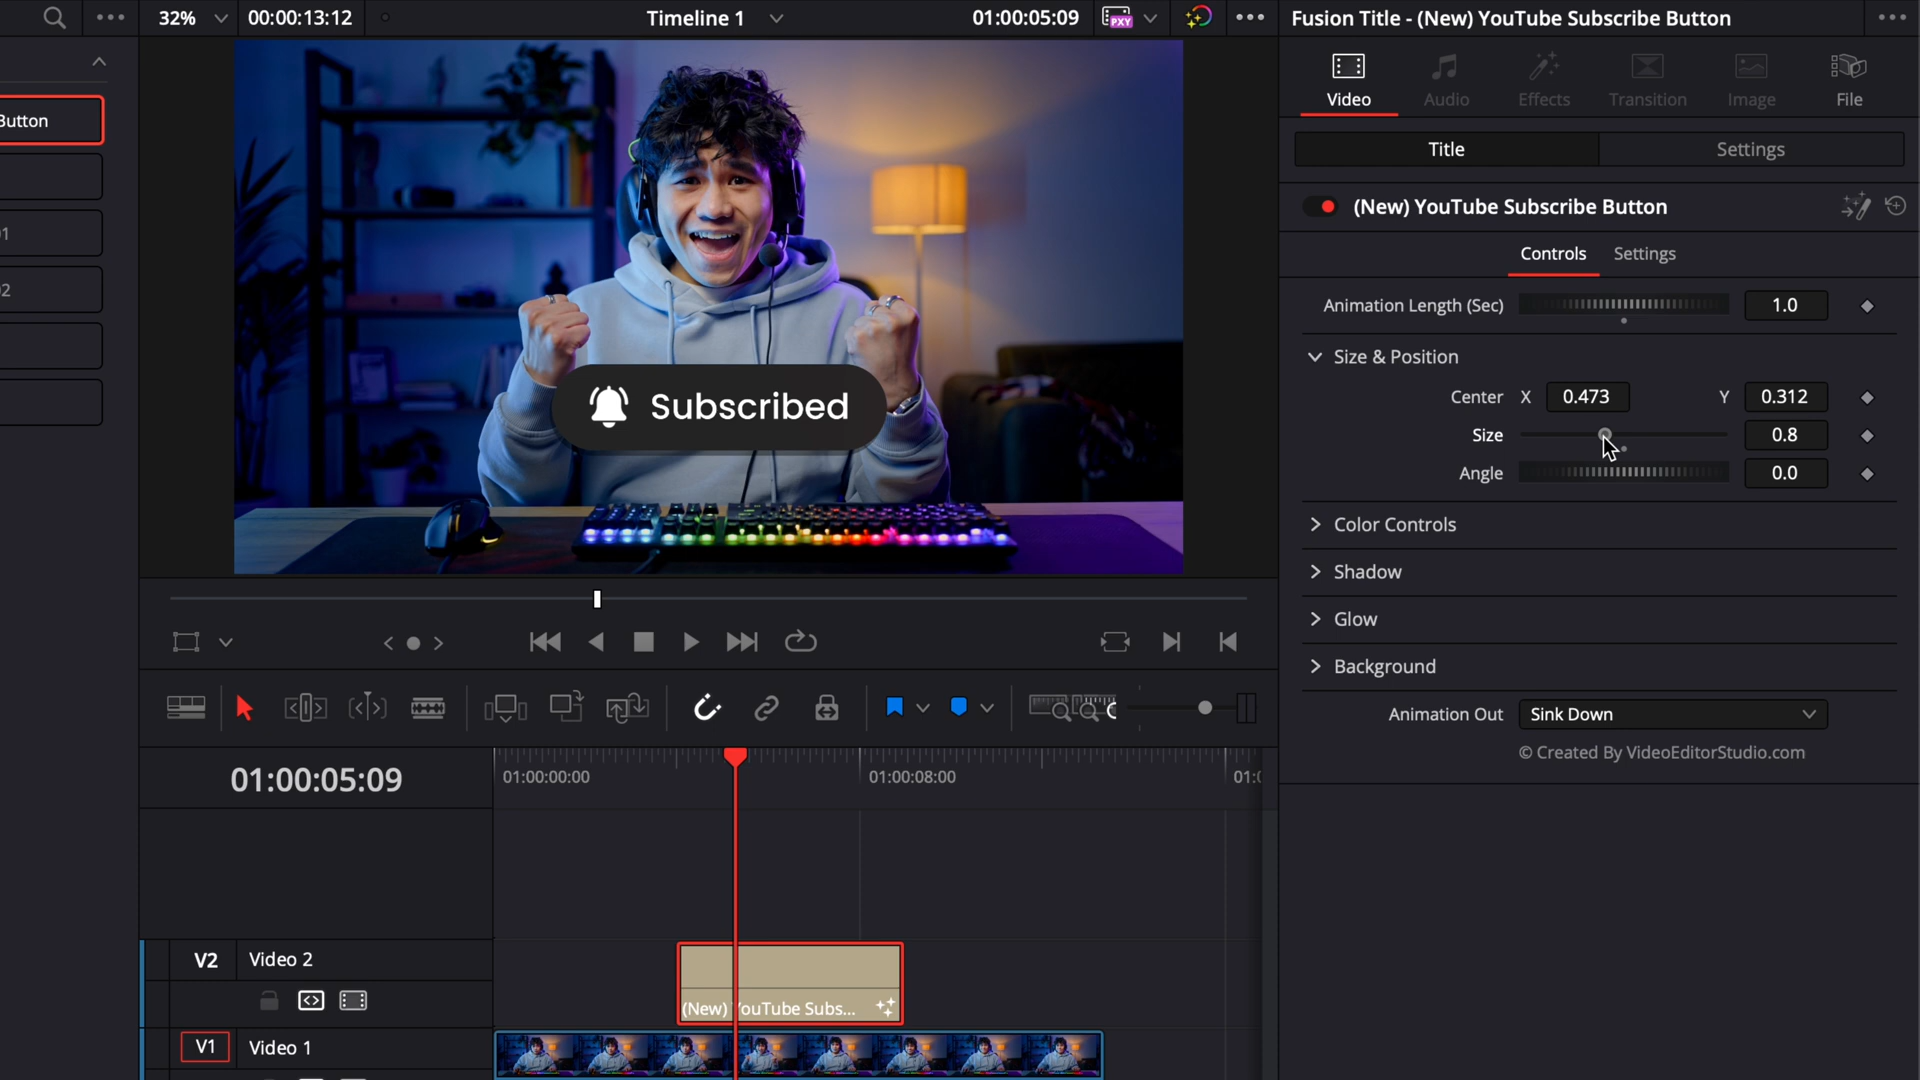 32%
00:00:13:12
Timeline 1
01:00:05:09
PXY
Fusion Title - (New) YouTube Subscribe Button
Video
Audio
Effects
Transition
Image
File
Title
Settings
(New) YouTube Subscribe Button
Controls
Settings
Button
Animation Length (Sec)
1.0
Size & Position
Center
X
0.473
Y
0.312
Size
0.8
Angle
0.0
Color Controls
Shadow
Glow
Background
Animation Out
Sink Down
© Created By VideoEditorStudio.com
Subscribed
01:00:05:09
01:00:00:00
01:00:08:00
V2
Video 2
(New) YouTube Subs...
V1
Video 1